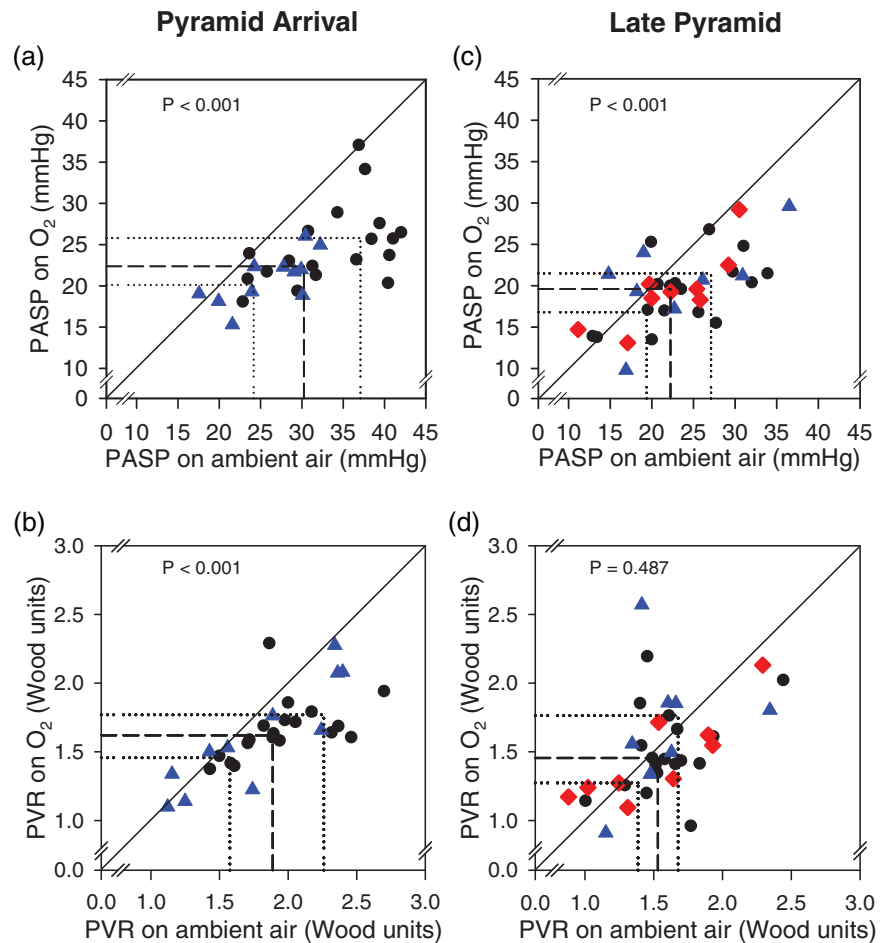 Pyramid Arrival
Late Pyramid
(a)
P < 0.001
45
40
35
30
25
20
15
10
0
PASP on O2 (mmHg)
0 10 15 20 25 30 35 40 45
PASP on ambient air (mmHg)
(c)
P < 0.001
45
40
35
30
25
20
15
10
0
PASP on O2 (mmHg)
0 10 15 20 25 30 35 40 45
PASP on ambient air (mmHg)
(b)
P < 0.001
3.0
2.5
2.0
1.5
1.0
0.0
PVR on O2 (Wood units)
0.0 1.0 1.5 2.0 2.5 3.0
PVR on ambient air (Wood units)
(d)
P = 0.487
3.0
2.5
2.0
1.5
1.0
0.0
PVR on O2 (Wood units)
0.0 1.0 1.5 2.0 2.5 3.0
PVR on ambient air (Wood units)